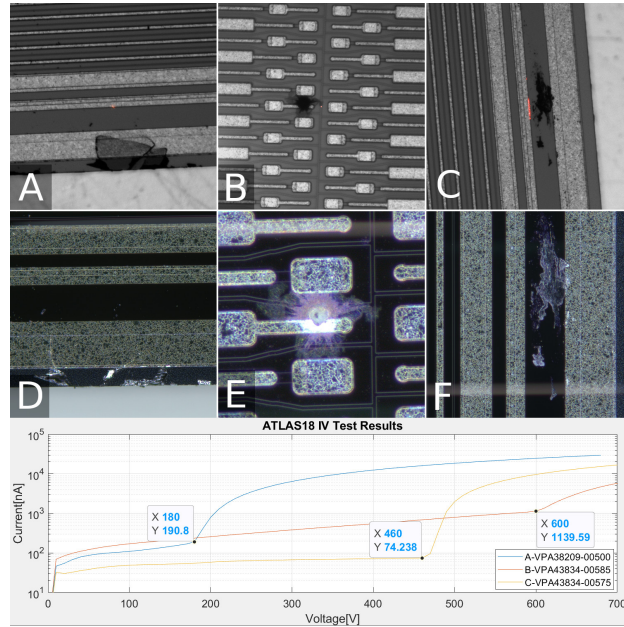 A
B
C
D
E
F
ATLAS18 IV Test Results
Current[nA]
10^5
10^4
10^3
10^2
10^1
X 180
Y 190.8
X 460
Y 74.238
X 600
Y 1139.59
A-VPA38209-00500
B-VPA43834-00585
C-VPA43834-00575
0
100
200
300
400
500
600
700
Voltage[V]